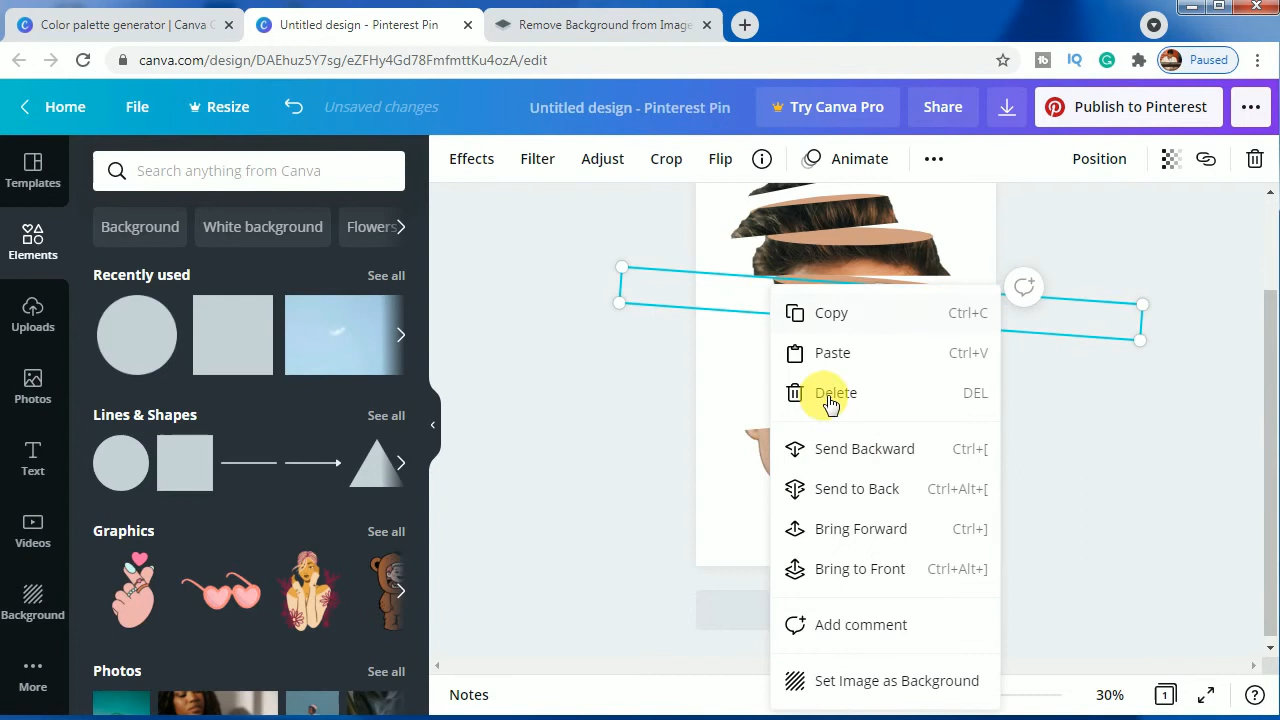 Color palette generator | Canva C
Untitled design - Pinterest Pin
Remove Background from Image
canva.com/design/DAEhuz5Y7sg/eZFHy4Gd78FmfmtKu4ozA/edit
Paused
Home File Resize Unsaved changes Untitled design - Pinterest Pin Try Canva Pro Share Publish to Pinterest
Templates
Elements
Uploads
Photos
Text
Videos
Background
More
Search anything from Canva
Background White background Flowers
Recently used See all
Lines & Shapes See all
Graphics See all
Photos See all
Effects Filter Adjust Crop Flip Animate Position
Copy Ctrl+C
Paste Ctrl+V
Delete DEL
Send Backward Ctrl+[
Send to Back Ctrl+Alt+[
Bring Forward Ctrl+]
Bring to Front Ctrl+Alt+]
Add comment
Set Image as Background
Notes 30% 1